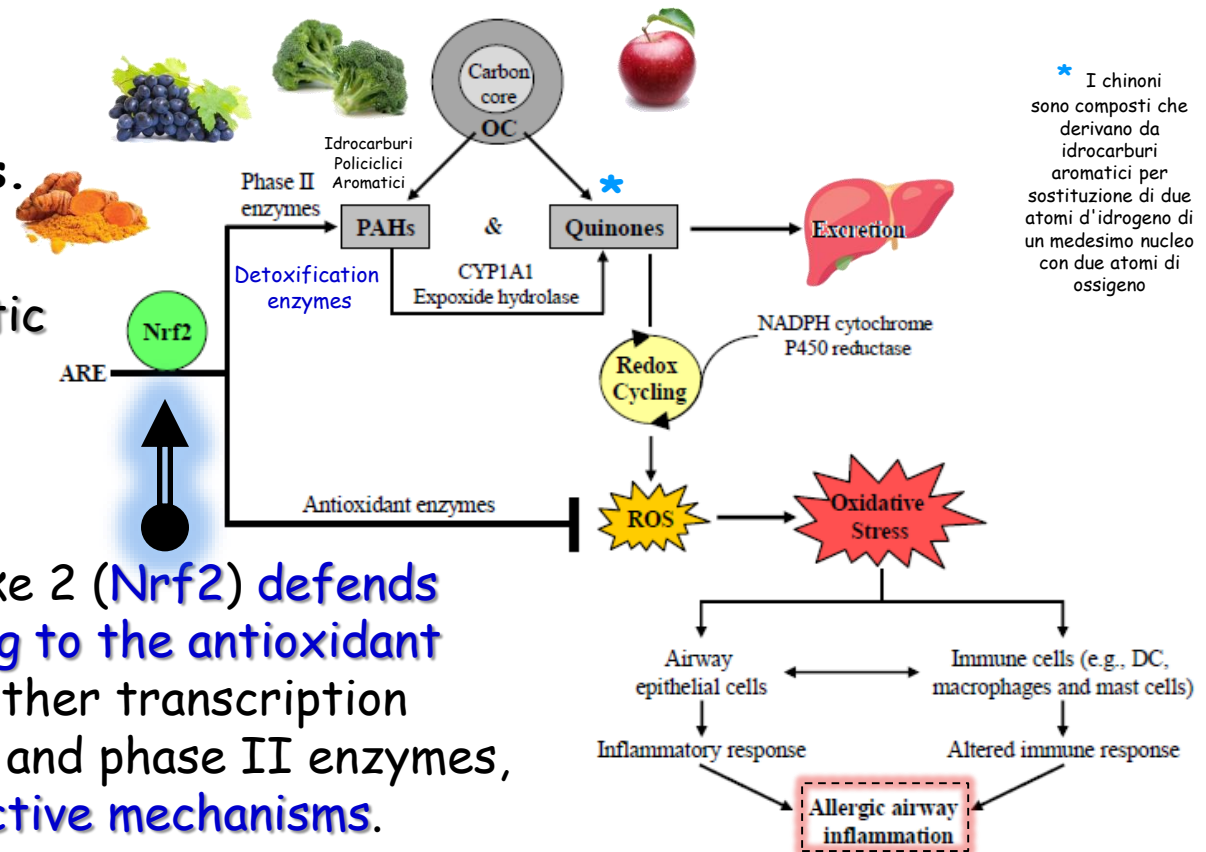 s.
tic
Carbon
core
OC
Idrocarburi
Policiclici
Aromatici
Phase II
enzymes
PAHs
&
*
Quinones
Excretion
Detoxification
enzymes
CYP1A1
Expoxide hydrolase
Nrf2
ARE
NADPH cytochrome
P450 reductase
Redox
Cycling
Antioxidant enzymes
ROS
Oxidative
Stress
Airway
epithelial cells
Immune cells (e.g., DC,
macrophages and mast cells)
Inflammatory response
Altered immune response
Allergic airway
inflammation
* I chinoni
sono composti che
derivano da
idrocarburi
aromatici per
sostituzione di due
atomi d'idrogeno di
un medesimo nucleo
con due atomi di
ossigeno
ke 2 (Nrf2) defends
g to the antioxidant
ther transcription
and phase II enzymes,
ctive mechanisms.